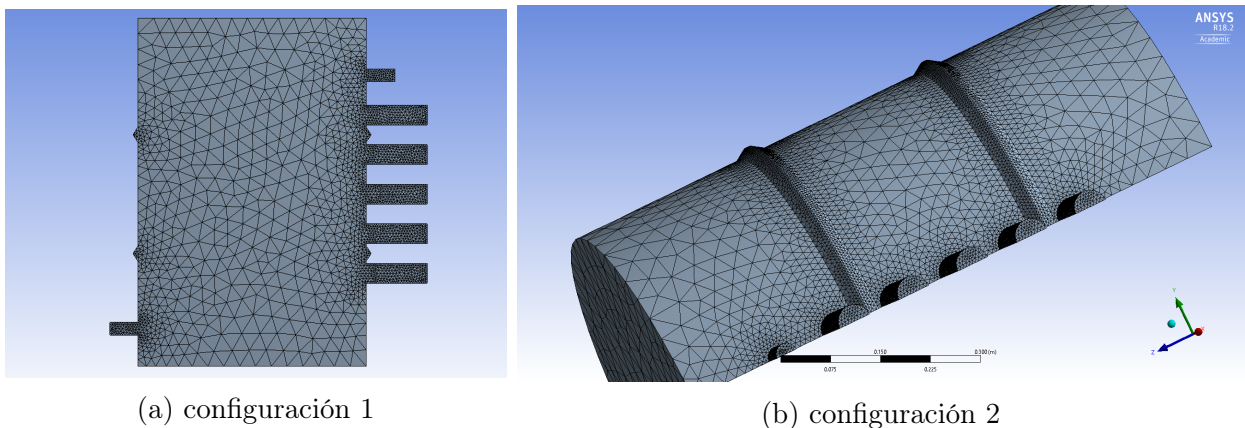 ANSYS
R18.2
Academic
0.150
0.300 (m)
0.075
0.225
Y
Z
(a) configuración 1
(b) configuración 2